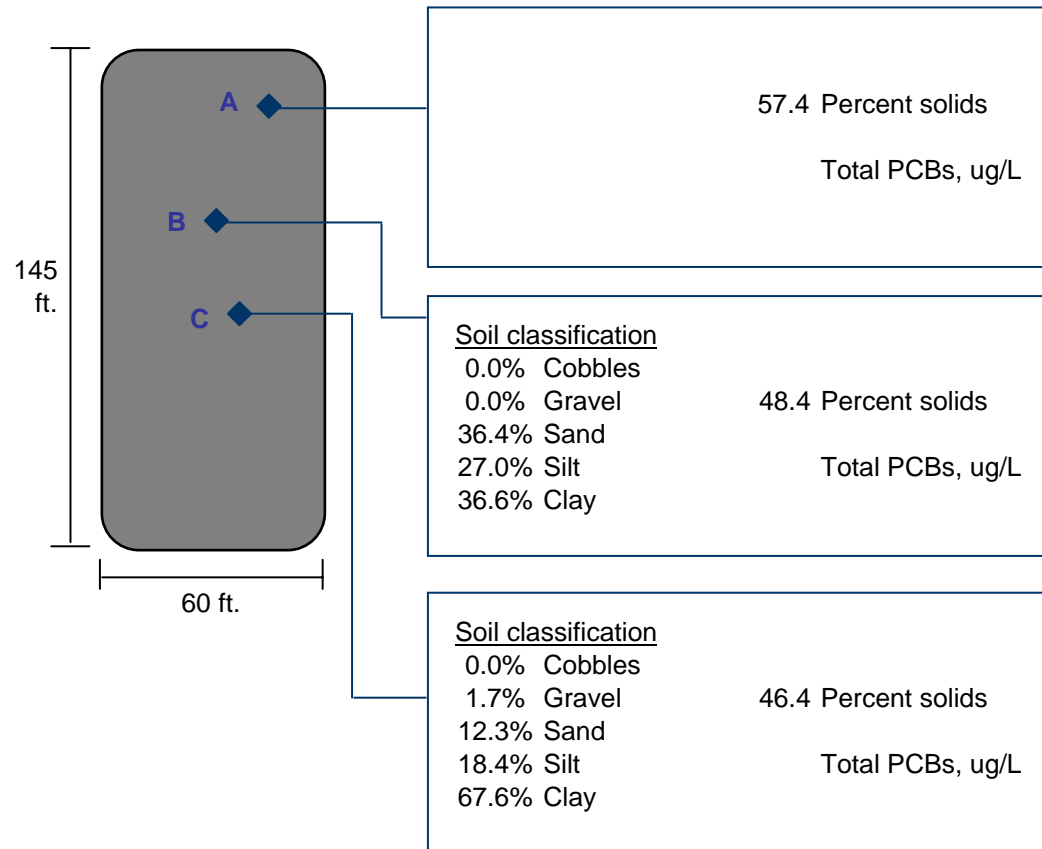 A
B
C
145
ft.
60 ft.
57.4 Percent solids
Total PCBs, ug/L
Soil classification
0.0% Cobbles
0.0% Gravel 48.4 Percent solids
36.4% Sand
27.0% Silt Total PCBs, ug/L
36.6% Clay
Soil classification
0.0% Cobbles
1.7% Gravel 46.4 Percent solids
12.3% Sand
18.4% Silt Total PCBs, ug/L
67.6% Clay